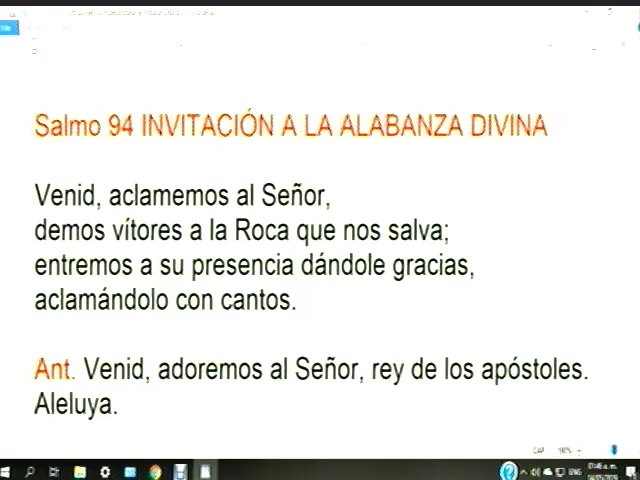 Salmo 94 INVITACIÓN A LA ALABANZA DIVINA
Venid, aclamemos al Señor,
demos vítores a la Roca que nos salva;
entremos a su presencia dándole gracias,
aclamándolo con cantos.
Ant. Venid, adoremos al Señor, rey de los apóstoles.
Aleluya.